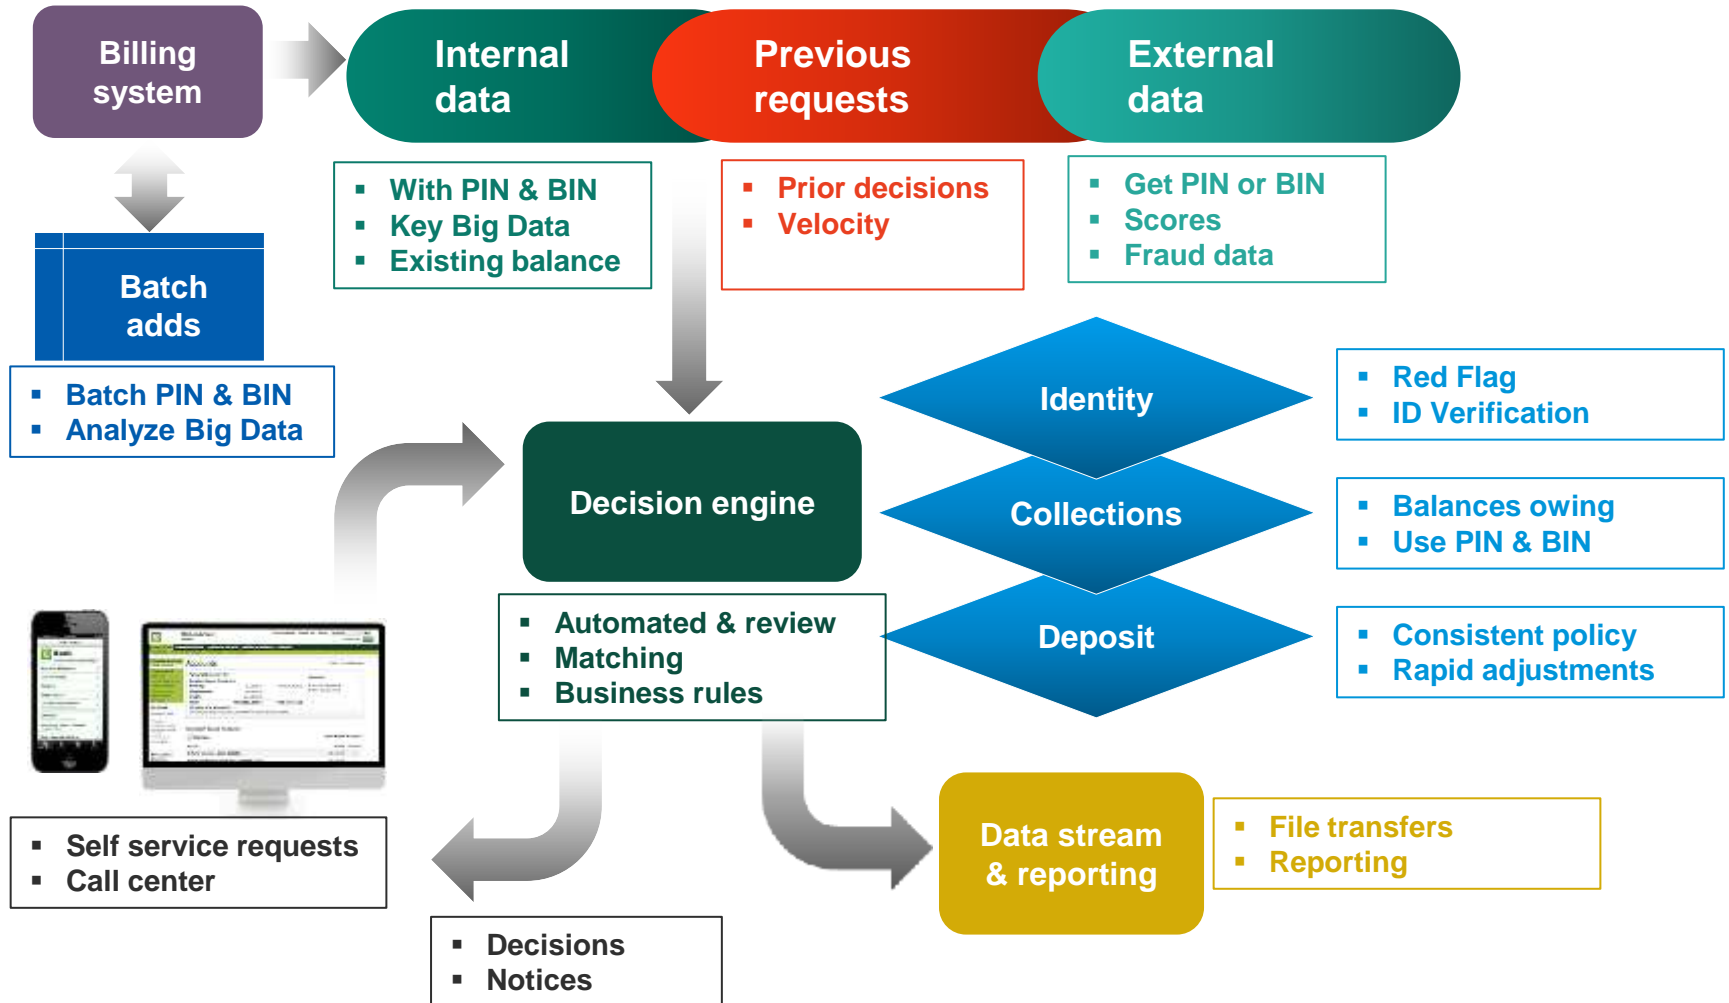 Billing
system
Internal
data
Previous
requests
External
data
▪ With PIN & BIN
▪ Key Big Data
▪ Existing balance
▪ Prior decisions
▪ Velocity
▪ Get PIN or BIN
▪ Scores
▪ Fraud data
Batch
adds
▪ Batch PIN & BIN
▪ Analyze Big Data
Identity
▪ Red Flag
▪ ID Verification
Decision engine
Collections
▪ Balances owing
▪ Use PIN & BIN
▪ Automated & review
▪ Matching
▪ Business rules
Deposit
▪ Consistent policy
▪ Rapid adjustments
Accounts
▪ Self service requests
▪ Call center
Data stream
& reporting
▪ File transfers
▪ Reporting
▪ Decisions
▪ Notices